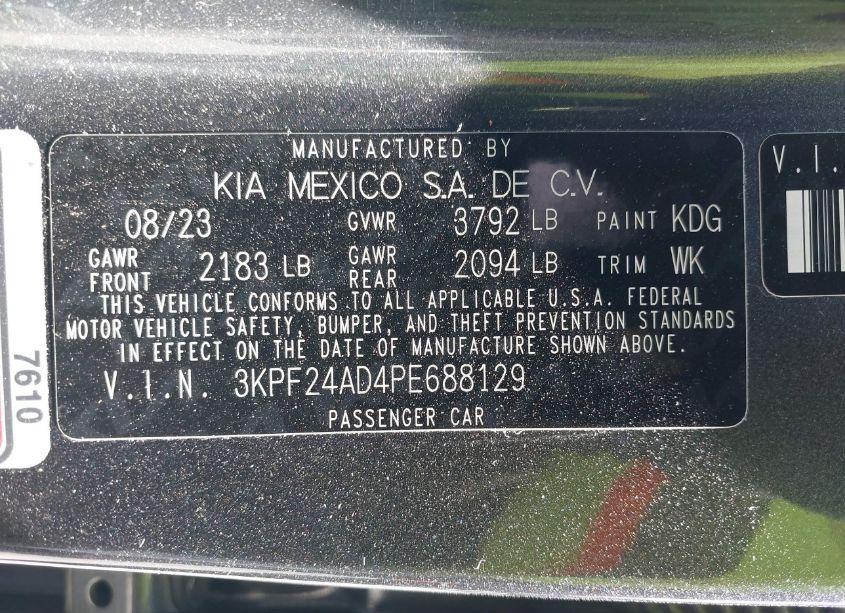 MANUFACTURED BY
KIA MEXICO S.A. DE C.V.
08/23 GVWR 3792 LB PAINT KDG
GAWR FRONT 2183 LB GAWR REAR 2094 LB TRIM WK
THIS VEHICLE CONFORMS TO ALL APPLICABLE U.S.A. FEDERAL
MOTOR VEHICLE SAFETY, BUMPER, AND THEFT PREVENTION STANDARDS
IN EFFECT ON THE DATE OF MANUFACTURE SHOWN ABOVE.
V.I.N. 3KPF24AD4PE688129
PASSENGER CAR
7610
V.I.